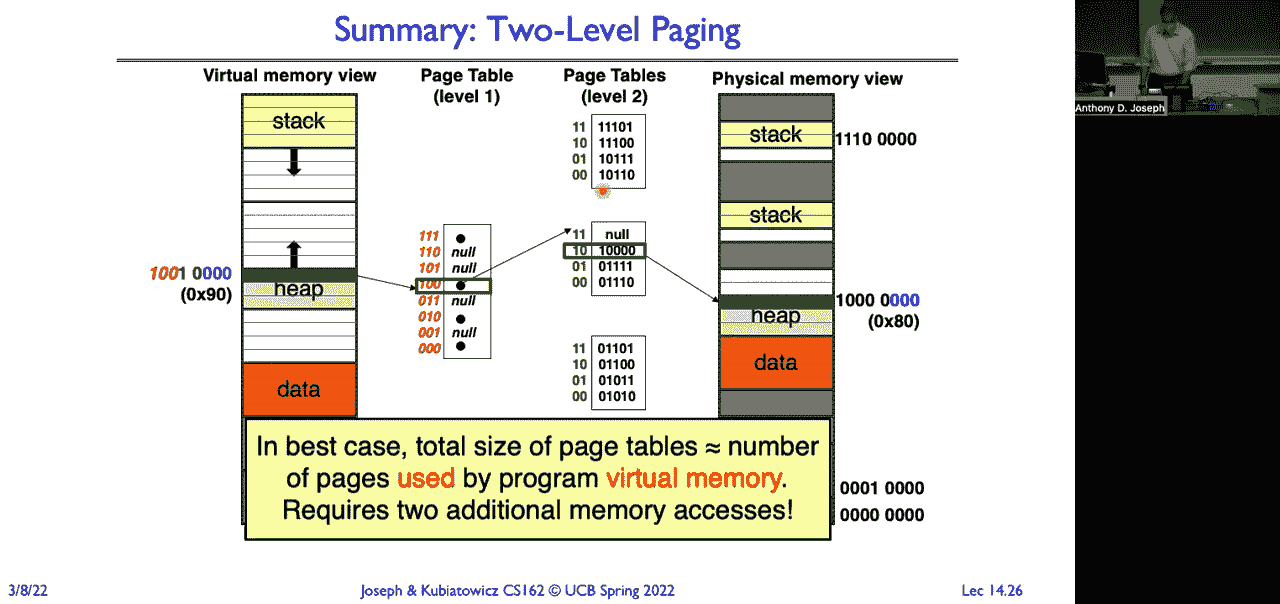 Summary: Two-Level Paging
Virtual memory view
Page Table
(level 1)
Page Tables
(level 2)
Physical memory view
stack
1001 0000
(0x90)
heap
data
111
110 null
101 null
100
011 null
010
001 null
000
11 11101
10 11100
01 10111
00 10110
11 null
10 10000
01 01111
00 01110
11 01101
10 01100
01 01011
00 01010
stack
1110 0000
stack
1000 0000
(0x80)
heap
data
0001 0000
0000 0000
In best case, total size of page tables ≈ number
of pages used by program virtual memory.
Requires two additional memory accesses!
3/8/22
Joseph & Kubiatowicz CS162 © UCB Spring 2022
Lec 14.26
Anthony D. Joseph